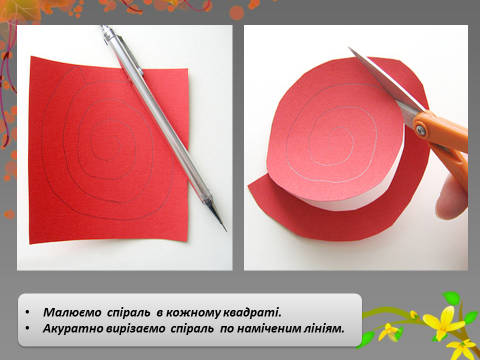 • Малюємо спіраль в кожному квадраті.
• Акуратно вирізаємо спіраль по наміченим лініям.